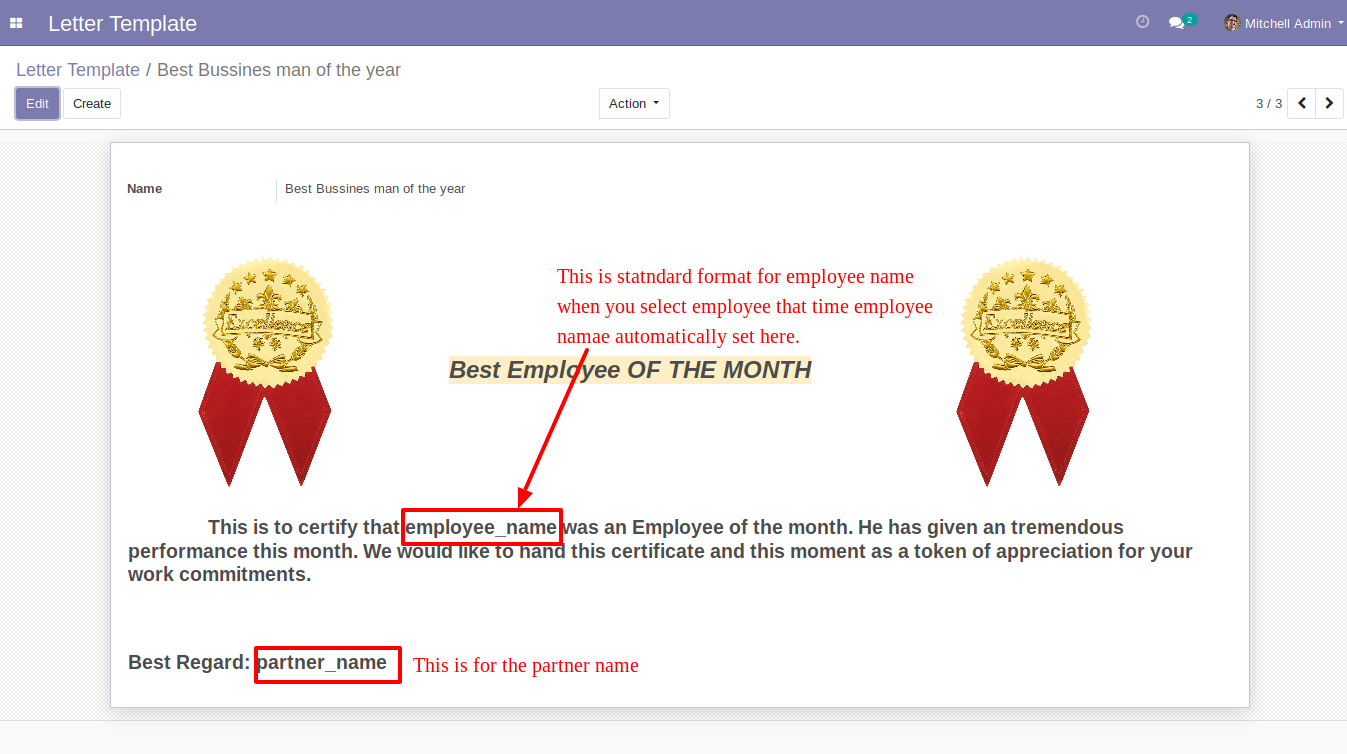 Letter Template
2
Mitchell Admin
Letter Template / Best Bussines man of the year
Edit
Create
Action
3 / 3
Name
Best Bussines man of the year
Excellence
Excellence
This is statndard format for employee name
when you select employee that time employee
namae automatically set here.
Best Employee OF THE MONTH
This is to certify that employee_name was an Employee of the month. He has given an tremendous
performance this month. We would like to hand this certificate and this moment as a token of appreciation for your
work commitments.
Best Regard: partner_name
This is for the partner name